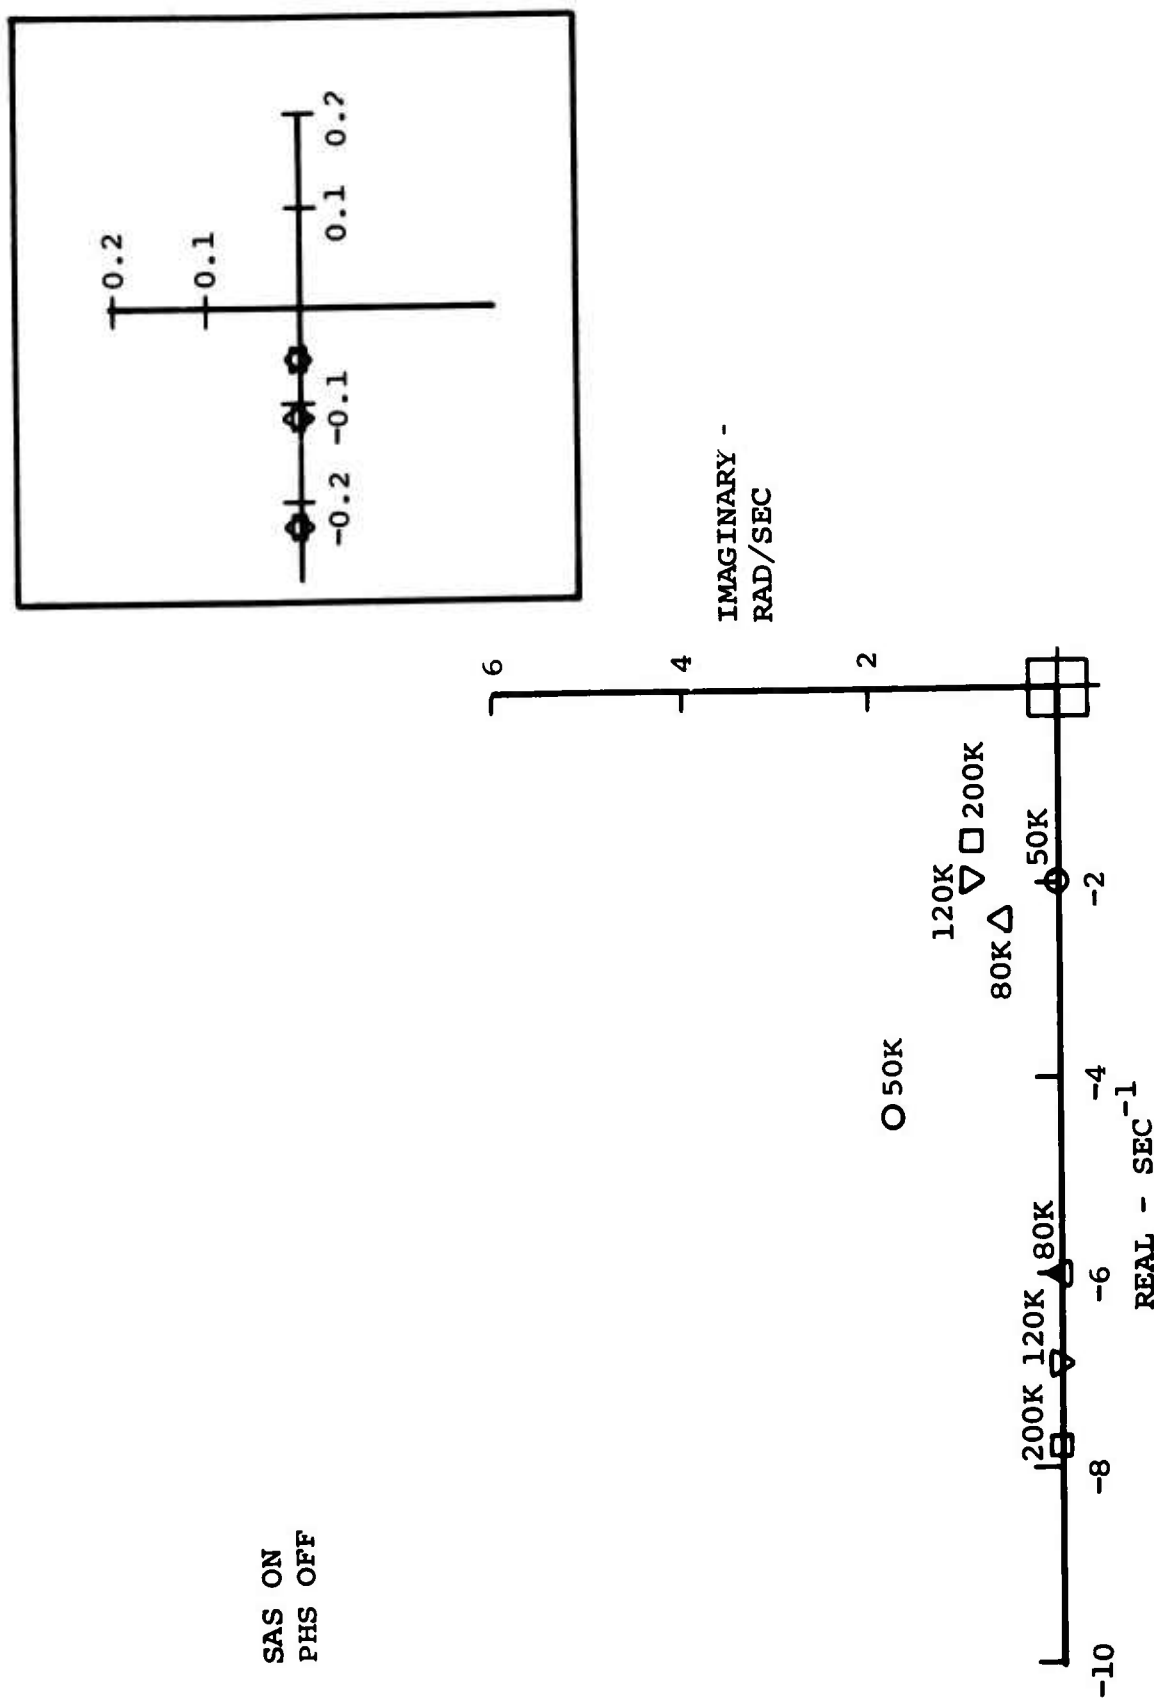 0.2
0.1
-0.2
-0.1
0.1
0.2
SAS ON
PHS OFF
6
4
2
IMAGINARY -
RAD/SEC
50K
120K
200K
80K
50K
200K
120K
80K
-10
-8
-6
-4
-2
REAL - SEC⁻¹